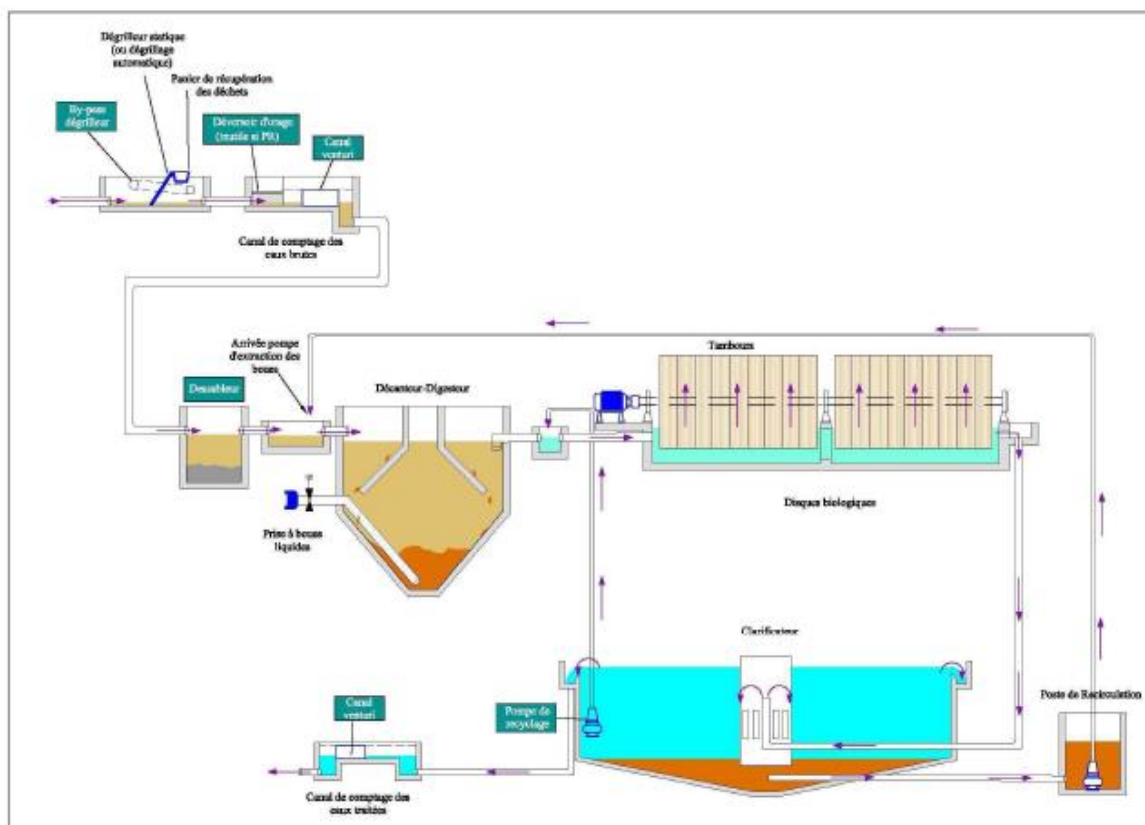 Dégrilleur statique
(ou dégrillage
automatique)
Panier de récupération
des déchets
By-pass
dégrilleur
Déversoir d'orage
(inutile si PR)
Canal
venturi
Canal de comptage des
eaux brutes
Arrivée pompe
d'extraction des
boues
Dessableur
Décanteur-Digesteur
Tambours
Prise à boues
liquides
Disques biologiques
Clarificateur
Pompe de
recyclage
Poste de Recirculation
Canal
venturi
Canal de comptage des
eaux traitées